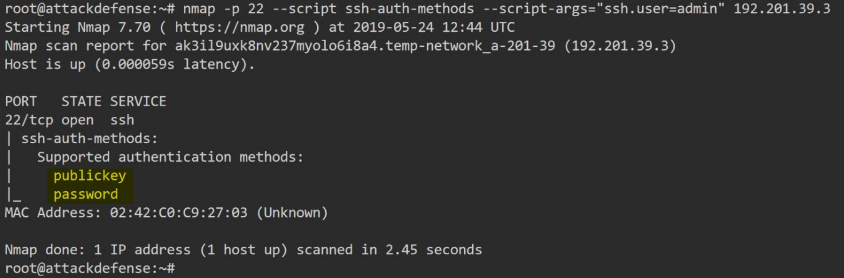 root@attackdefense:~# nmap -p 22 --script ssh-auth-methods --script-args="ssh.user=admin" 192.201.39.3
Starting Nmap 7.70 ( https://nmap.org ) at 2019-05-24 12:44 UTC
Nmap scan report for ak3il9uxk8nv237myolo6i8a4.temp-network_a-201-39 (192.201.39.3)
Host is up (0.000059s latency).

PORT   STATE SERVICE
22/tcp open  ssh
| ssh-auth-methods:
|   Supported authentication methods:
|     publickey
|_    password
MAC Address: 02:42:C0:C9:27:03 (Unknown)

Nmap done: 1 IP address (1 host up) scanned in 2.45 seconds
root@attackdefense:~#